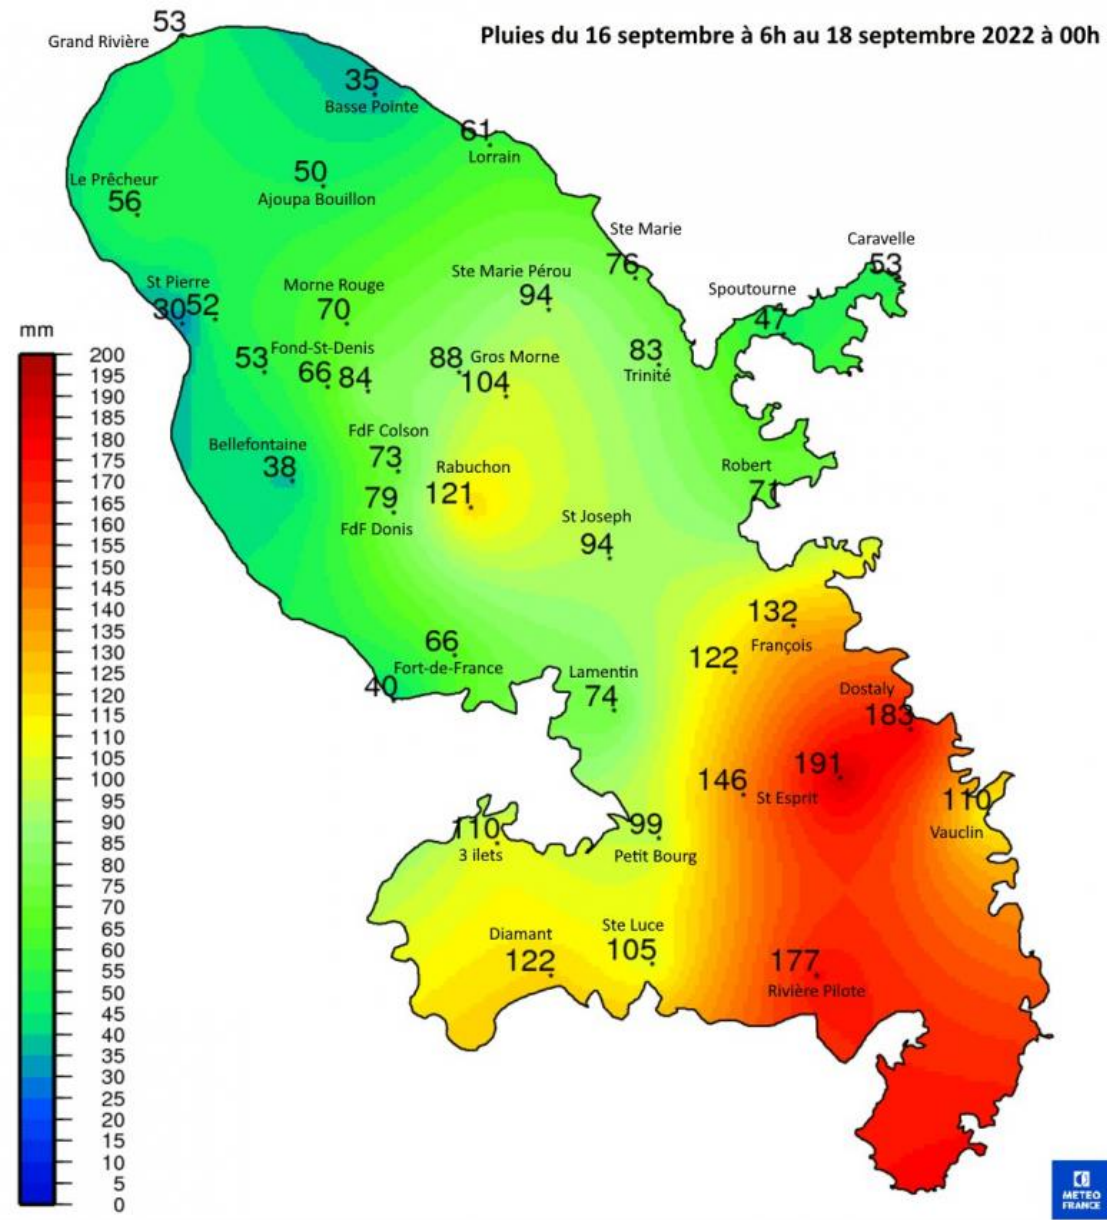 Pluies du 16 septembre à 6h au 18 septembre 2022 à 00h
53
Grand Rivière
35
Basse Pointe
61
Lorrain
50
Ajoupa Bouillon
Le Prêcheur
56
Ste Marie
76
Caravelle
53
St Pierre
30 52
Morne Rouge
70
Ste Marie Pérou
94
Spoutourne
47
53
Fond-St-Denis
66 84
88 Gros Morne
104
83
Trinité
Bellefontaine
38
FdF Colson
73
79
FdF Donis
Rabuchon
121
St Joseph
94
Robert
71
132
François
122
66
Fort-de-France
40
Lamentin
74
Dostaly
183
146
191
St Esprit
110
Vauclin
110
3 ilets
99
Petit Bourg
Diamant
122
Ste Luce
105
177
Rivière Pilote
mm
200
195
190
185
180
175
170
165
160
155
150
145
140
135
130
125
120
115
110
105
100
95
90
85
80
75
70
65
60
55
50
45
40
35
30
25
20
15
10
5
0
METEO
FRANCE